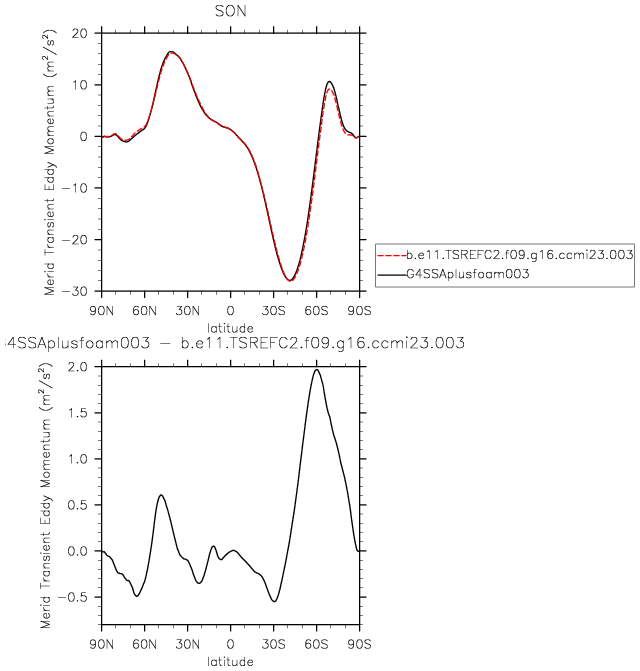 SON
Merid Transient Eddy Momentum (m²/s²)
20
10
0
−10
−20
−30
90N 60N 30N 0 30S 60S 90S
latitude
b.e11.TSREFC2.f09.g16.ccmi23.003
G4SSAplusfoam003
4SSAplusfoam003 − b.e11.TSREFC2.f09.g16.ccmi23.003
Merid Transient Eddy Momentum (m²/s²)
2.0
1.5
1.0
0.5
0.0
−0.5
90N 60N 30N 0 30S 60S 90S
latitude